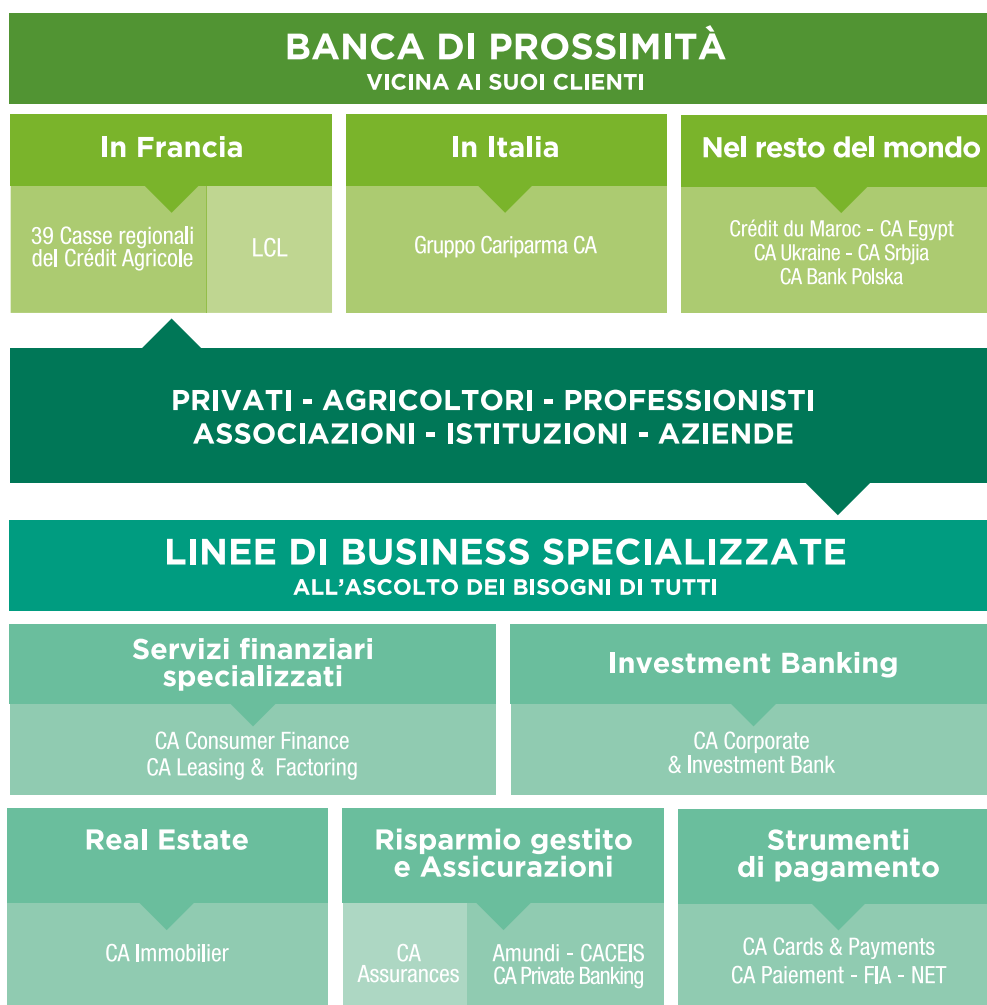 BANCA DI PROSSIMITÀ
VICINA AI SUOI CLIENTI
In Francia
39 Casse regionali
del Crédit Agricole
LCL
In Italia
Gruppo Cariparma CA
Nel resto del mondo
Crédit du Maroc - CA Egypt
CA Ukraine - CA Srbjia
CA Bank Polska
PRIVATI - AGRICOLTORI - PROFESSIONISTI
ASSOCIAZIONI - ISTITUZIONI - AZIENDE
LINEE DI BUSINESS SPECIALIZZATE
ALL'ASCOLTO DEI BISOGNI DI TUTTI
Servizi finanziari
specializzati
CA Consumer Finance
CA Leasing & Factoring
Investment Banking
CA Corporate
& Investment Bank
Real Estate
CA Immobilier
Risparmio gestito
e Assicurazioni
CA
Assurances
Amundi - CACEIS
CA Private Banking
Strumenti
di pagamento
CA Cards & Payments
CA Paiement - FIA - NET